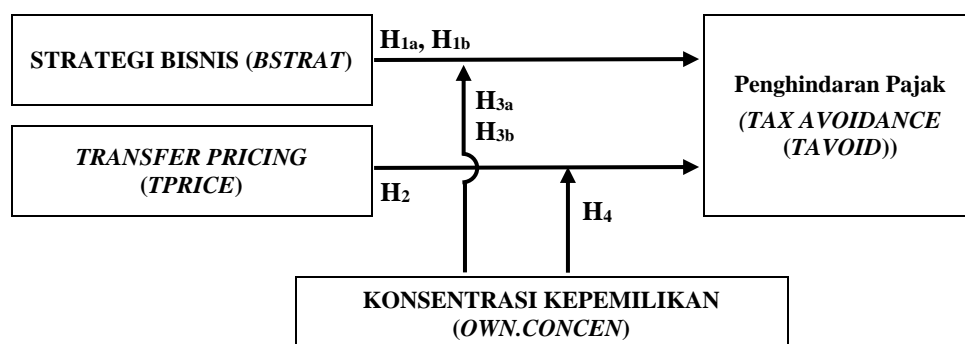 STRATEGI BISNIS (BSTRAT)
H1a, H1b
H3a
H3b
Penghindaran Pajak
(TAX AVOIDANCE
(TAVOID))
TRANSFER PRICING
(TPRICE)
H2
H4
KONSENTRASI KEPEMILIKAN
(OWN.CONCEN)